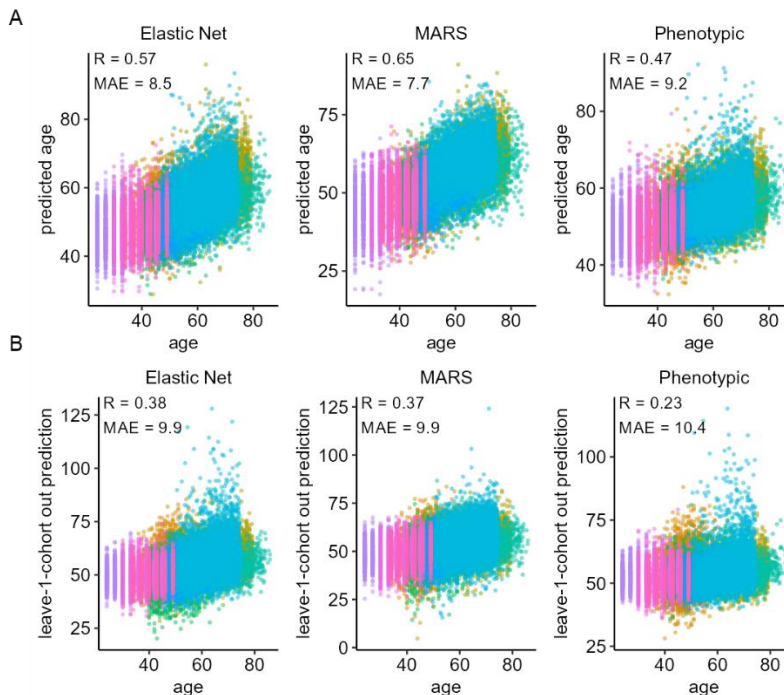 A
Elastic Net
MARS
Phenotypic
R = 0.57
MAE = 8.5
R = 0.65
MAE = 7.7
R = 0.47
MAE = 9.2
predicted age
80
60
40
predicted age
75
50
25
predicted age
80
60
40
40 60 80
40 60 80
40 60 80
age
age
age
B
Elastic Net
MARS
Phenotypic
R = 0.38
MAE = 9.9
R = 0.37
MAE = 9.9
R = 0.23
MAE = 10.4
leave-1-cohort out prediction
125
100
75
50
25
leave-1-cohort out prediction
125
100
75
50
25
0
leave-1-cohort out prediction
100
75
50
25
40 60 80
40 60 80
40 60 80
age
age
age